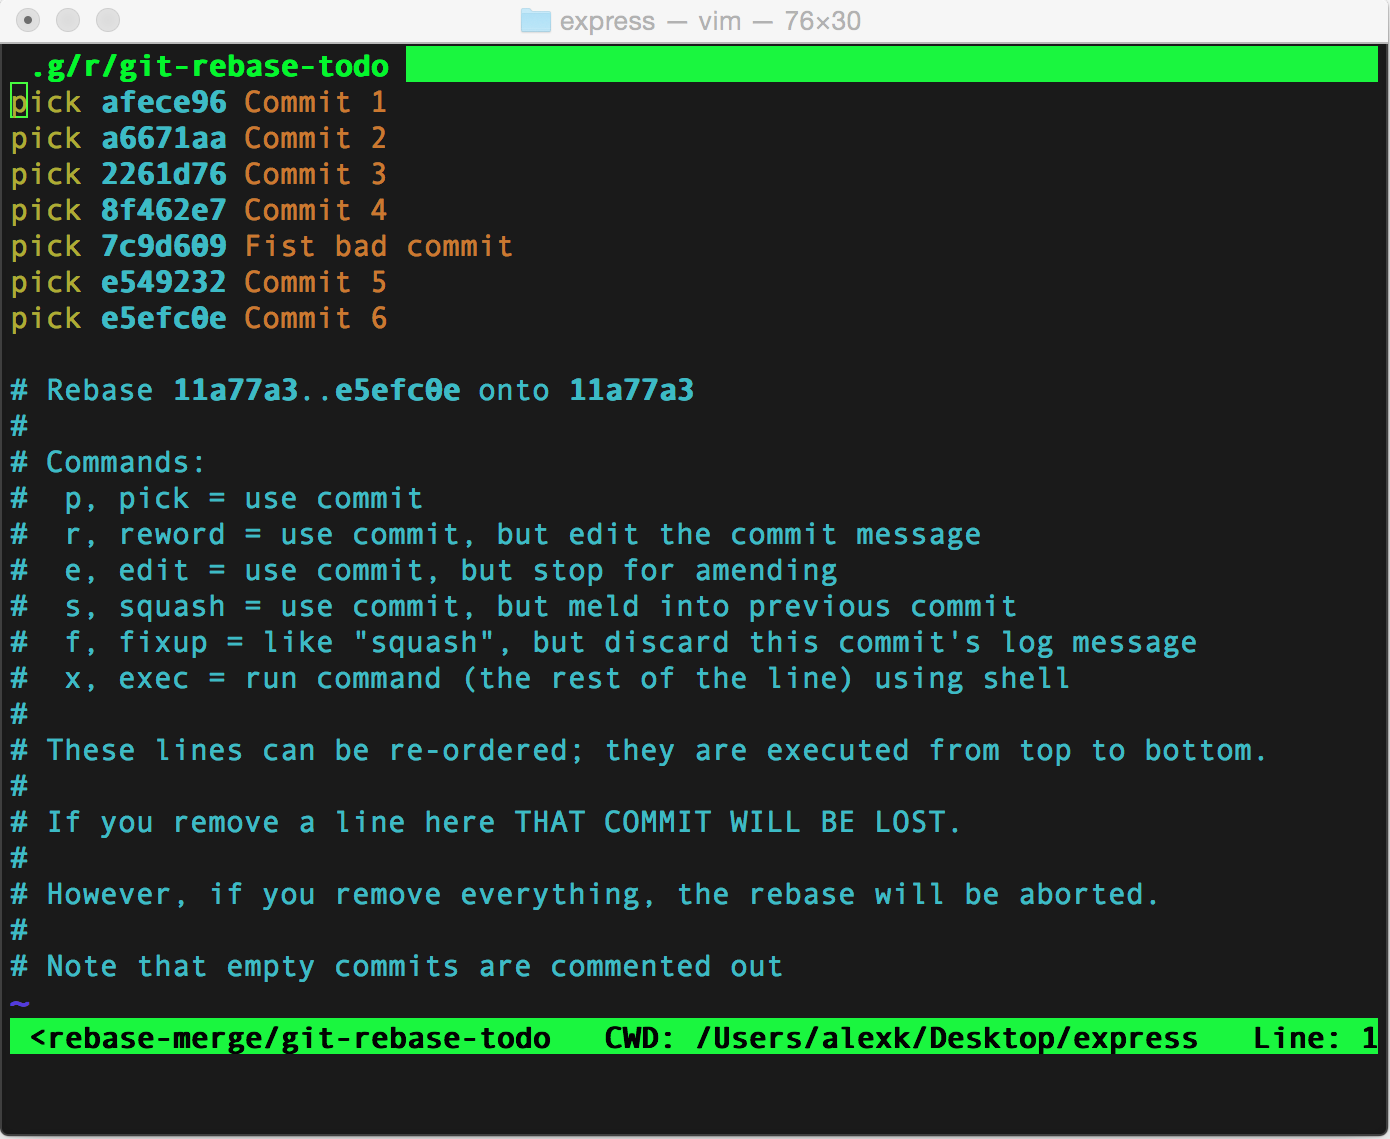 express — vim — 76×30
.g/r/git-rebase-todo
pick afece96 Commit 1
pick a6671aa Commit 2
pick 2261d76 Commit 3
pick 8f462e7 Commit 4
pick 7c9d609 Fist bad commit
pick e549232 Commit 5
pick e5efc0e Commit 6
# Rebase 11a77a3..e5efc0e onto 11a77a3
#
# Commands:
#  p, pick = use commit
#  r, reword = use commit, but edit the commit message
#  e, edit = use commit, but stop for amending
#  s, squash = use commit, but meld into previous commit
#  f, fixup = like "squash", but discard this commit's log message
#  x, exec = run command (the rest of the line) using shell
#
# These lines can be re-ordered; they are executed from top to bottom.
#
# If you remove a line here THAT COMMIT WILL BE LOST.
#
# However, if you remove everything, the rebase will be aborted.
#
# Note that empty commits are commented out
~
<rebase-merge/git-rebase-todo   CWD: /Users/alexk/Desktop/express   Line: 1